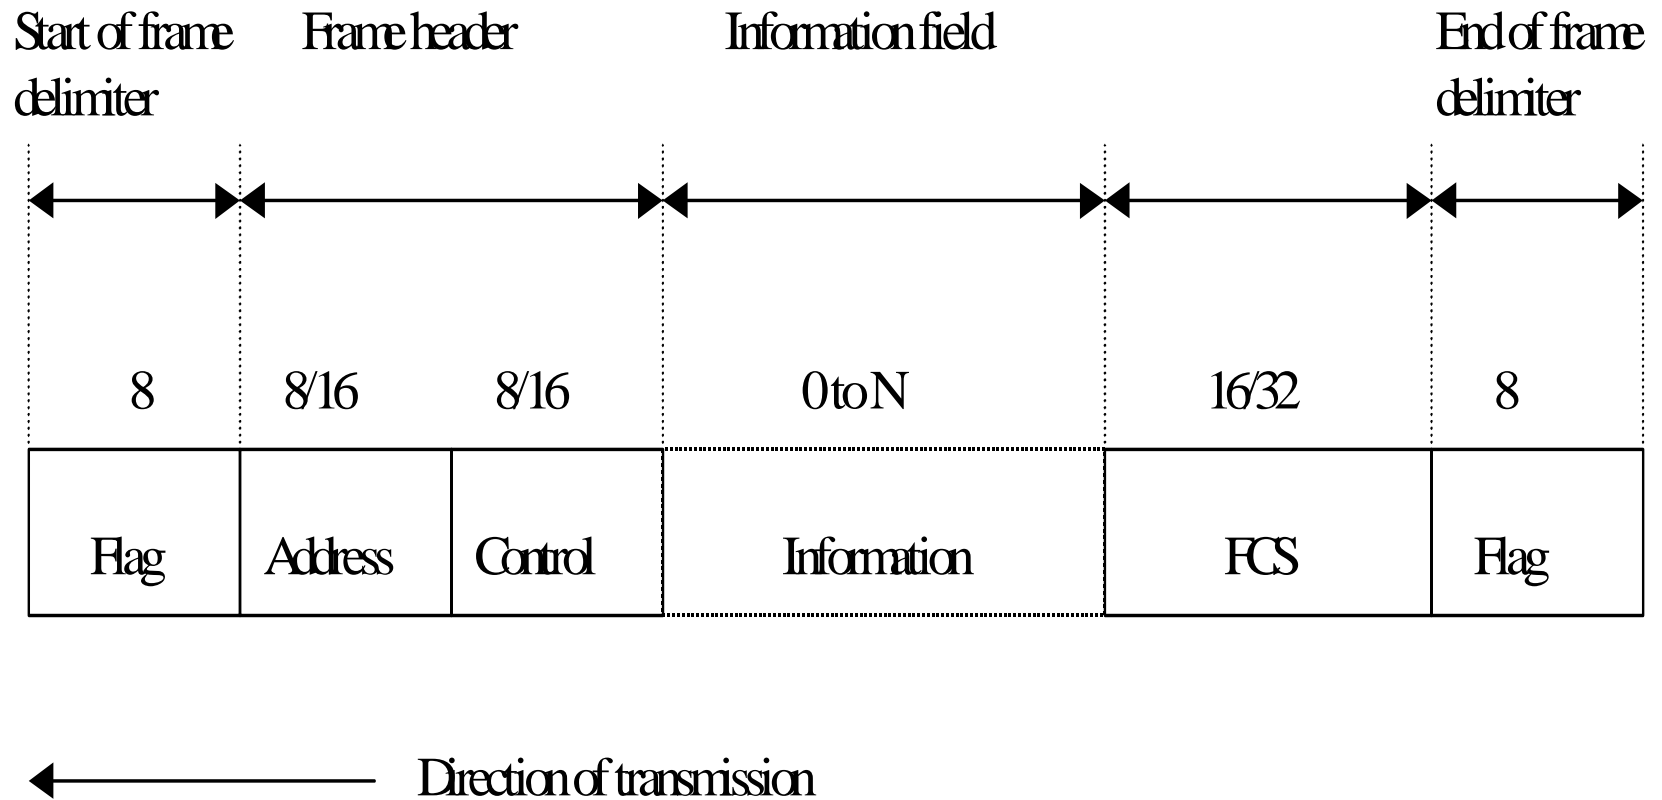 Start of frame delimiter
Frame header
Information field
End of frame delimiter
8
8/16
8/16
0 to N
16/32
8
Flag
Address
Control
Information
FCS
Flag
Direction of transmission